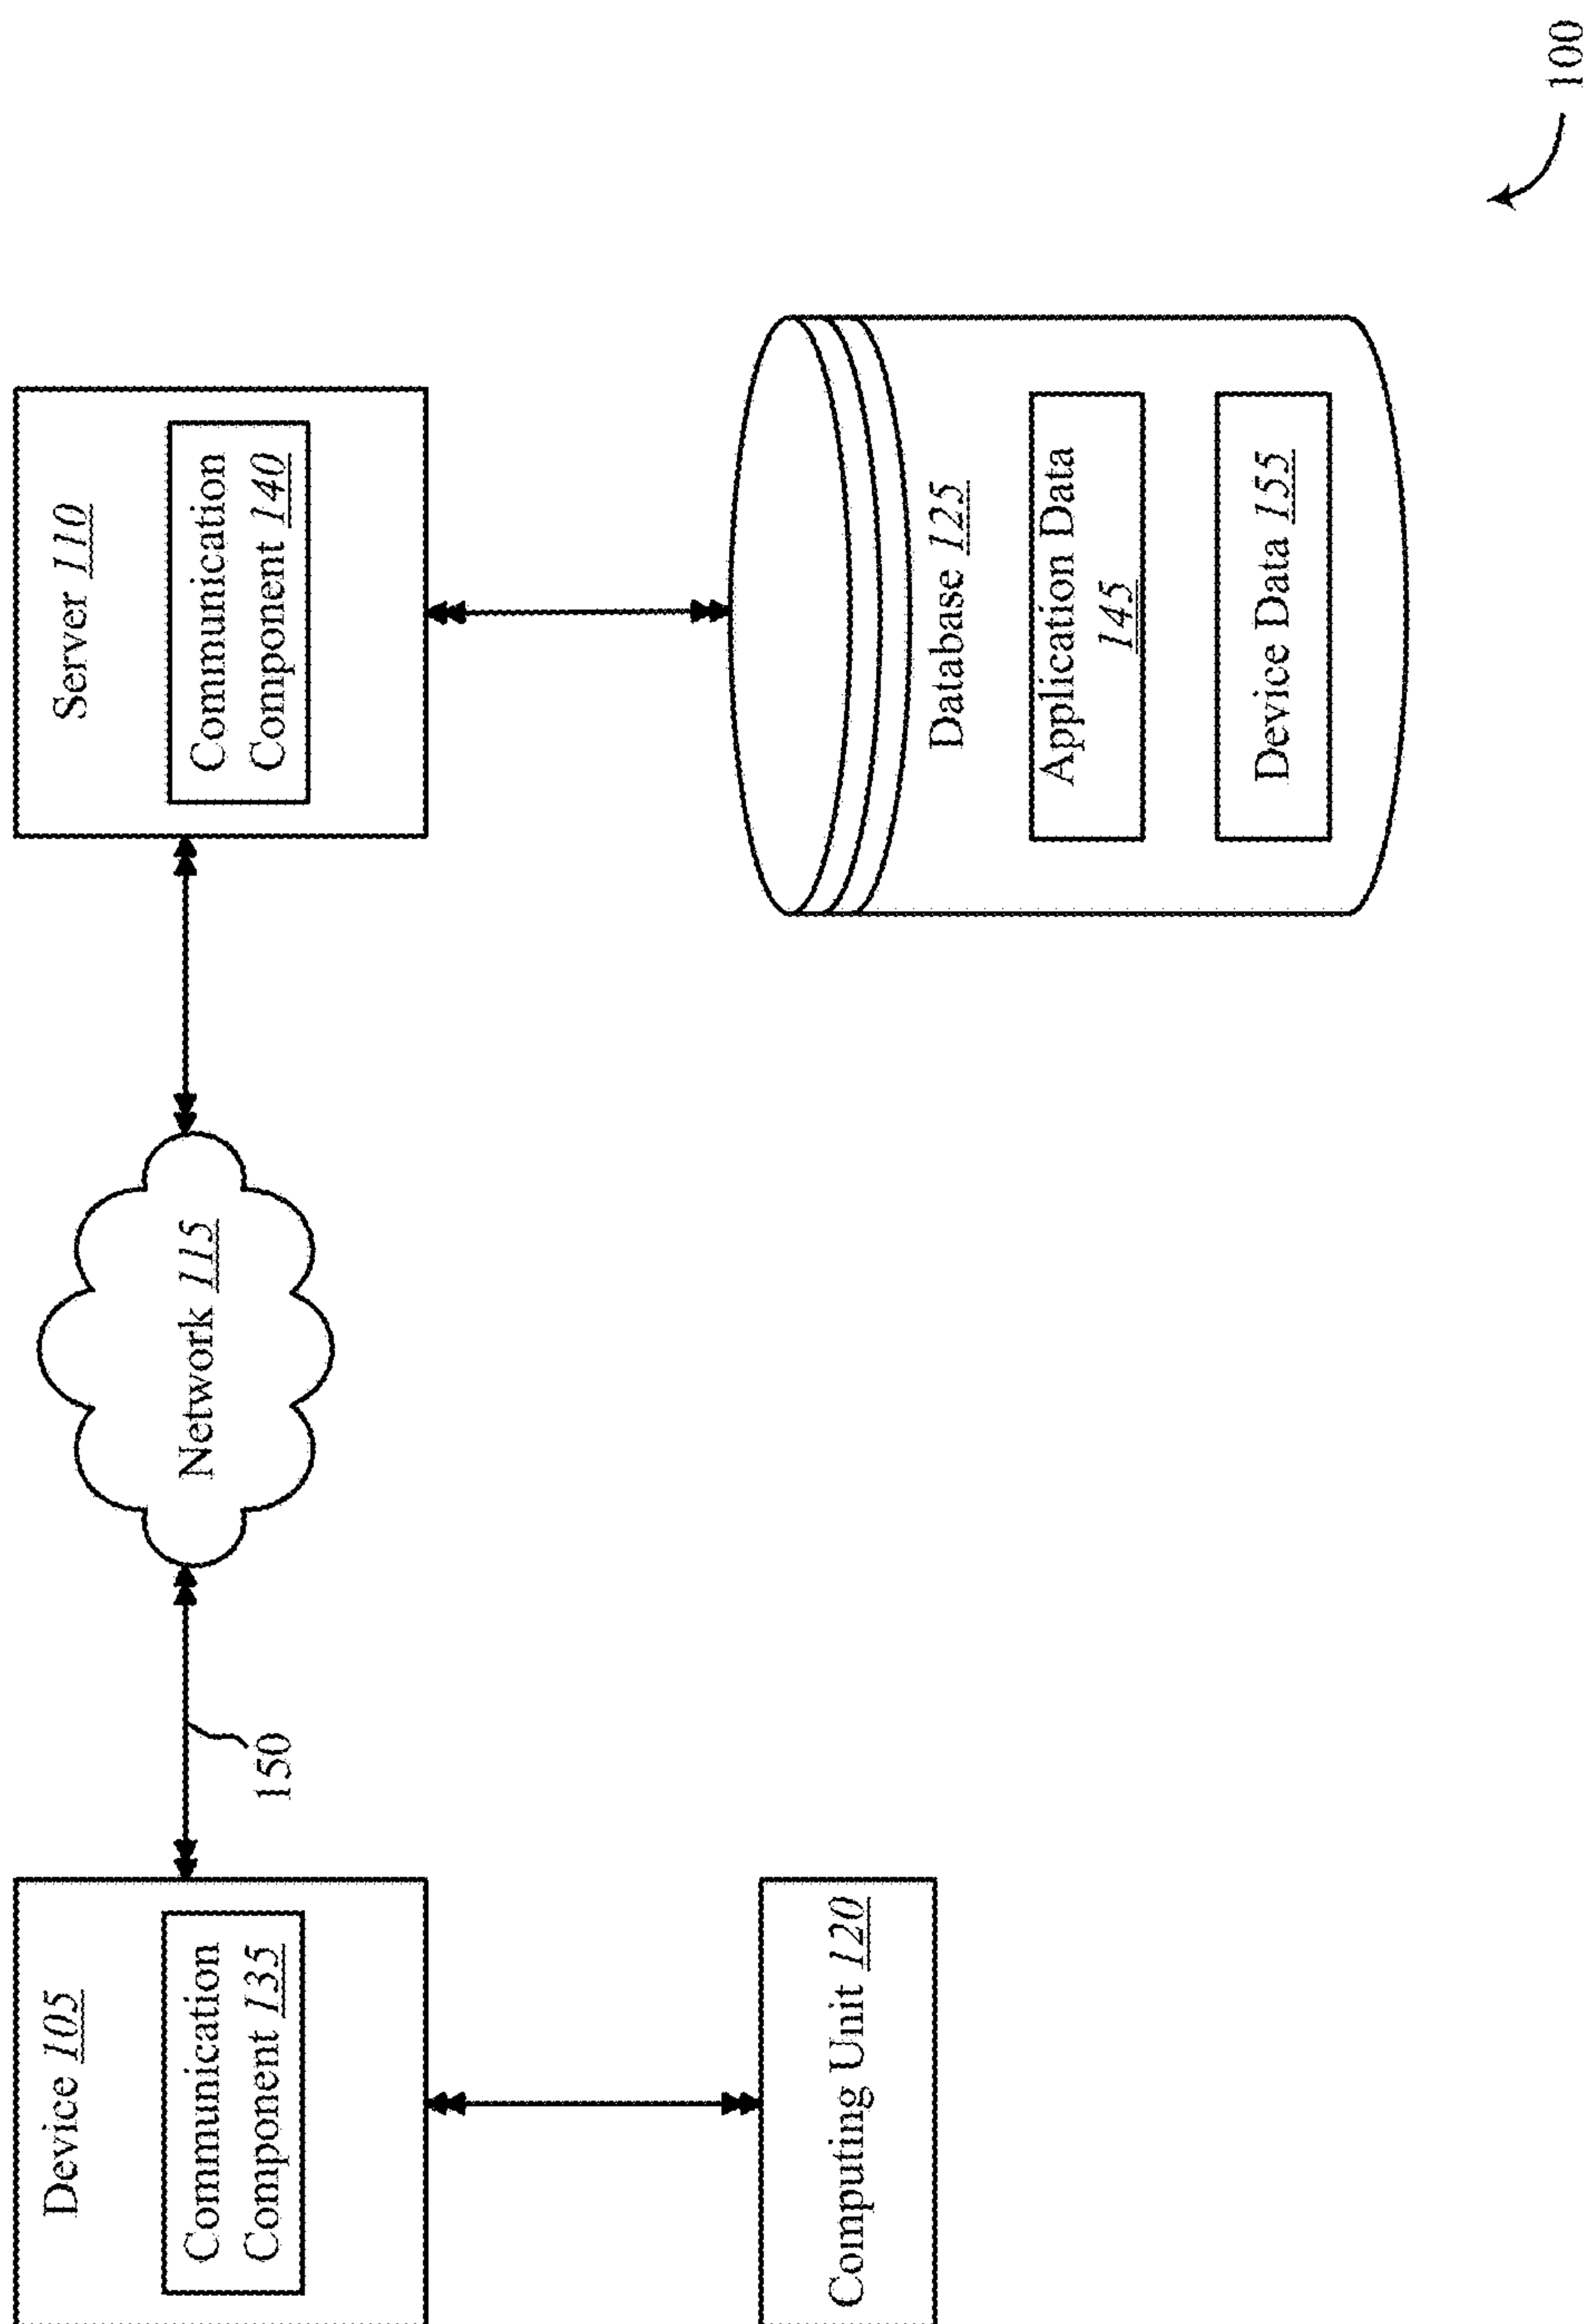 Device 105
Communication
Component 135
150
Network 115
Server 110
Communication
Component 140
Computing Unit 120
Database 125
Application Data
145
Device Data 155
100